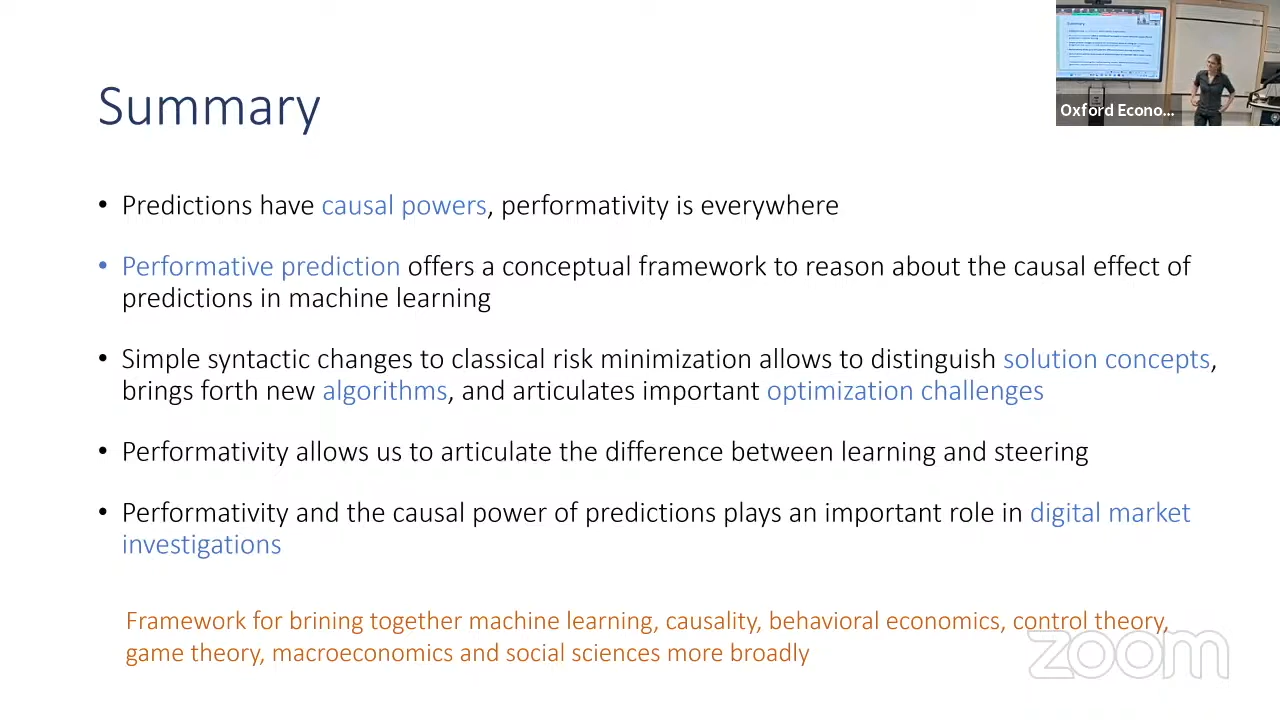 Summary
Oxford Econo...
• Predictions have causal powers, performativity is everywhere
• Performative prediction offers a conceptual framework to reason about the causal effect of
predictions in machine learning
• Simple syntactic changes to classical risk minimization allows to distinguish solution concepts,
brings forth new algorithms, and articulates important optimization challenges
• Performativity allows us to articulate the difference between learning and steering
• Performativity and the causal power of predictions plays an important role in digital market
investigations
Framework for brining together machine learning, causality, behavioral economics, control theory,
game theory, macroeconomics and social sciences more broadly
zoom